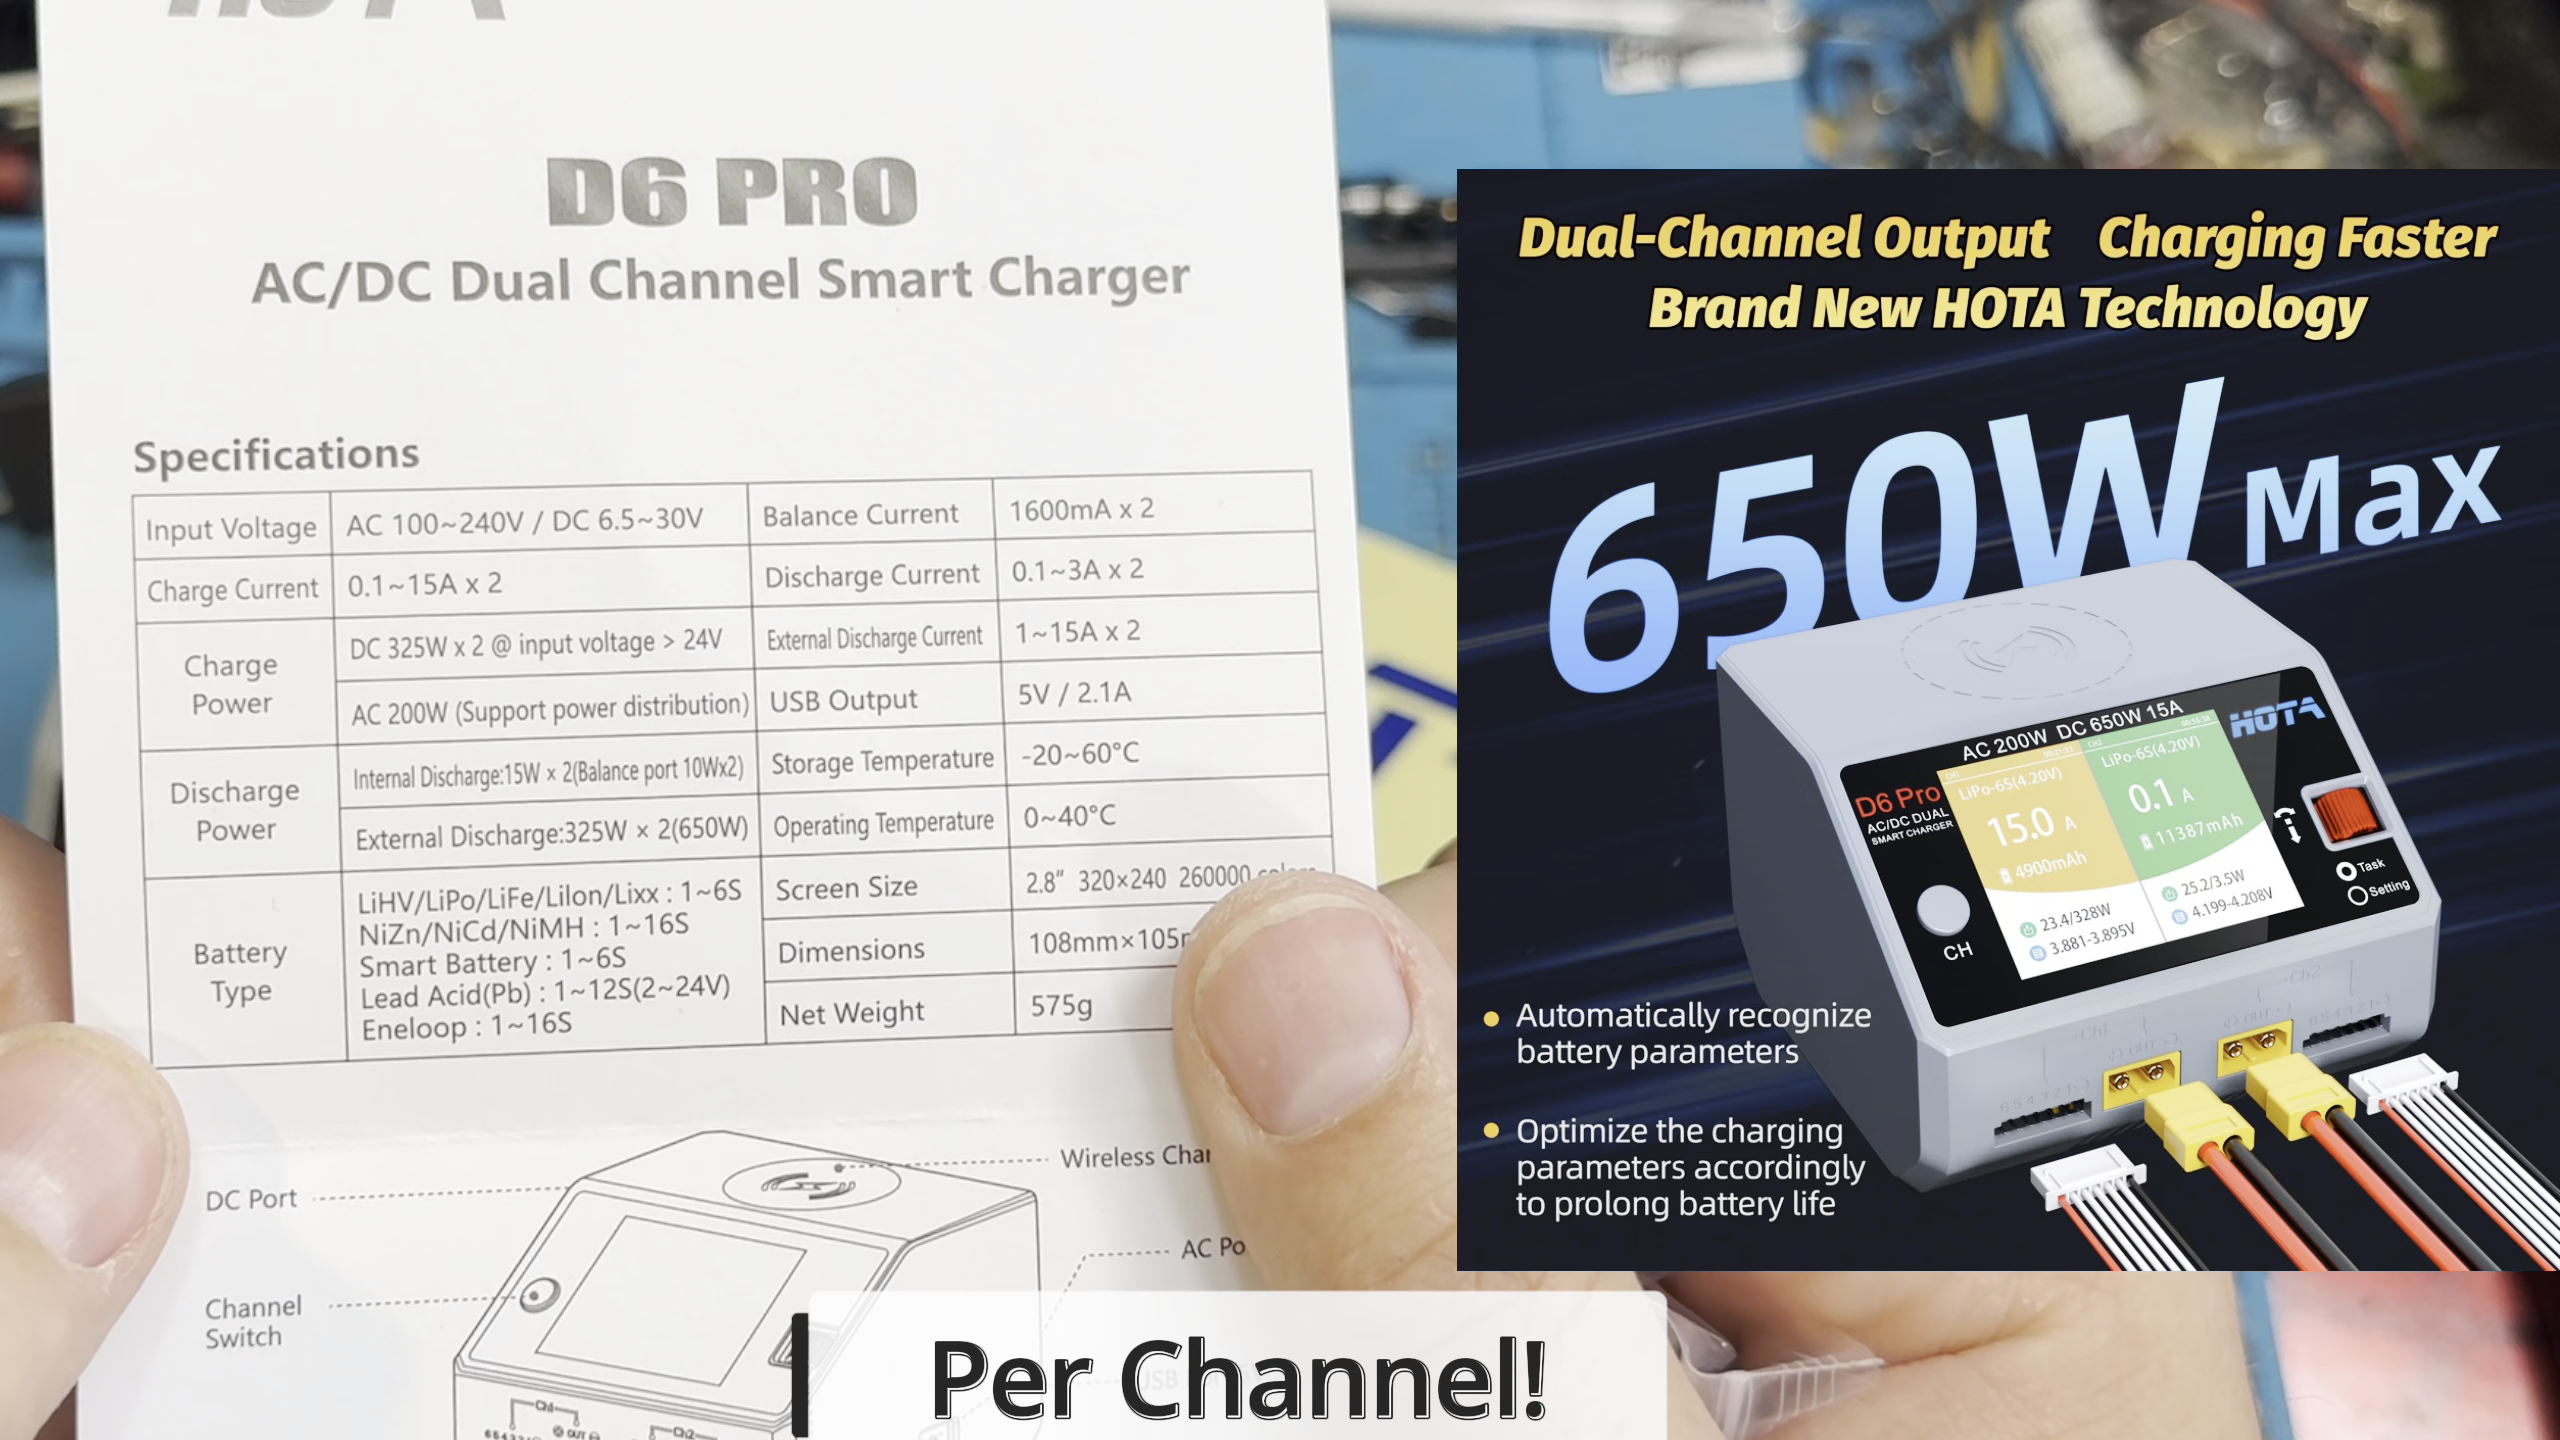 HOTA
D6 PRO
AC/DC Dual Channel Smart Charger
Specifications
Input Voltage
AC 100~240V / DC 6.5~30V
Balance Current
1600mA x 2
Charge Current
0.1~15A x 2
Discharge Current
0.1~3A x 2
Charge
Power
DC 325W x 2 @ input voltage > 24V
External Discharge Current
1~15A x 2
AC 200W (Support power distribution)
USB Output
5V / 2.1A
Discharge
Power
Internal Discharge:15W × 2(Balance port 10Wx2)
Storage Temperature
-20~60°C
External Discharge:325W × 2(650W)
Operating Temperature
0~40°C
Battery
Type
LiHV/LiPo/LiFe/LiIon/Lixx : 1~6S
NiZn/NiCd/NiMH : 1~16S
Smart Battery : 1~6S
Lead Acid(Pb) : 1~12S(2~24V)
Eneloop : 1~16S
Screen Size
2.8" 320×240 260000
Dimensions
108mm×105
Net Weight
575g
DC Port
Wireless
Channel
Switch
AC
Ch1
OUT
Ch2
Per Channel!
Dual-Channel Output Charging Faster
Brand New HOTA Technology
650W Max
AC 200W DC 650W 15A
HOTA
D6 Pro
AC/DC DUAL
SMART CHARGER
LiPo-6S(4.20V)
15.0 A
4900mAh
23.4/328W
3.881-3.895V
LiPo-6S(4.20V)
0.1 A
11387mAh
25.2/3.5W
4.199-4.208V
Task
Setting
CH
Ch1
OUT
Ch2
OUT
654321
Automatically recognize
battery parameters
Optimize the charging
parameters accordingly
to prolong battery life